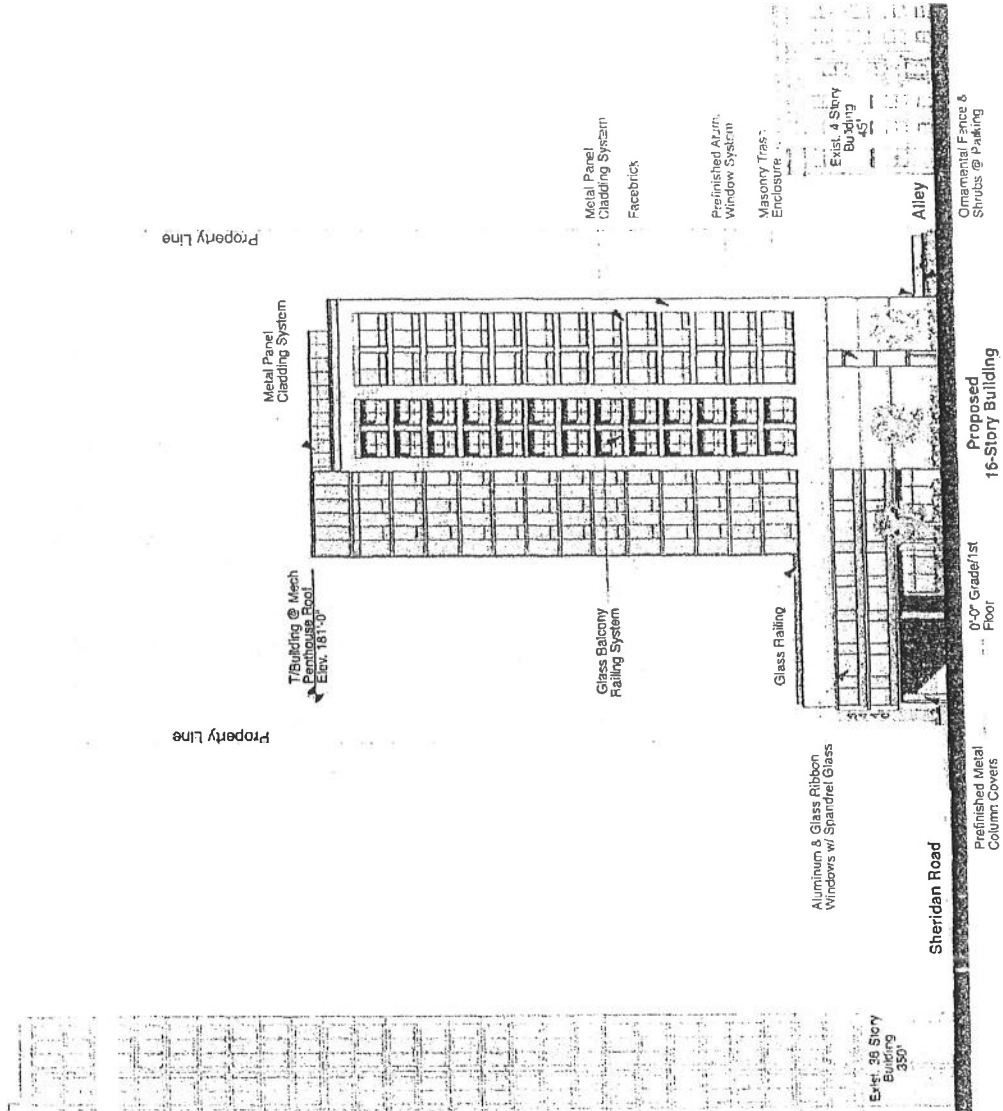 Property Line
Metal Panel
Cladding System
T/Building @ Mech
Penthouse Roof
Elev. 181'-0"
Property Line
Metal Panel
Cladding System
Facebrick
Prefinished Alum.
Window System
Masonry Trash
Enclosure
Exist. 4 Story
Building
45'
Glass Balcony
Railing System
Glass Railing
Aluminum & Glass Ribbon
Windows w/ Spandrel Glass
Exist. 36 Story
Building
350'
Sheridan Road
Alley
Prefinished Metal
Column Covers
0'-0" Grade/1st
Floor
Proposed
16-Story Building
Ornamental Fence &
Shrubs @ Parking